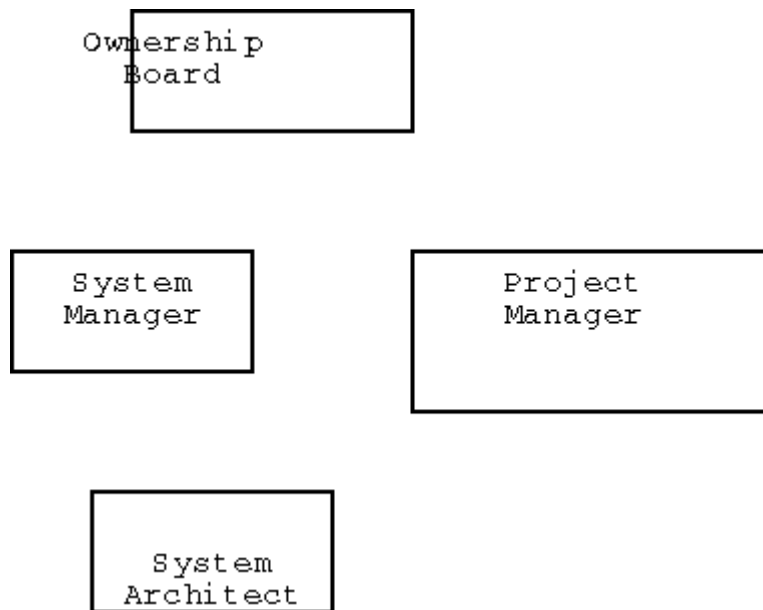 Ownership
Board
System
Manager
Project
Manager
System
Architect